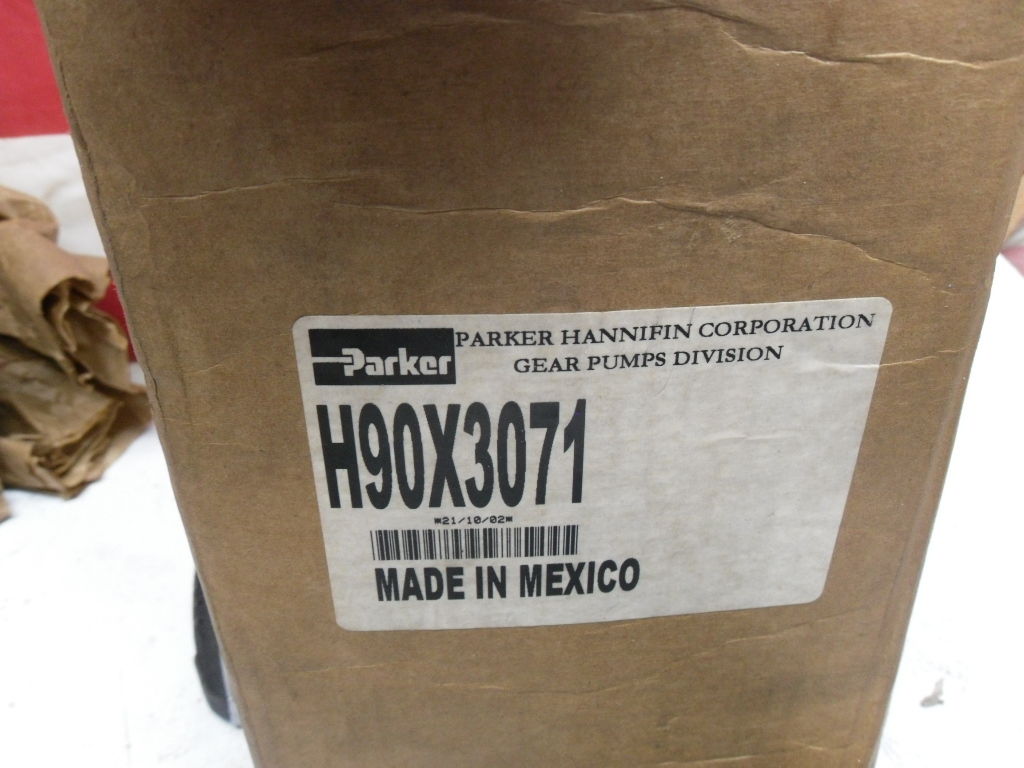 Parker
PARKER HANNIFIN CORPORATION
GEAR PUMPS DIVISION
H90X3071
*21/10/02*
MADE IN MEXICO